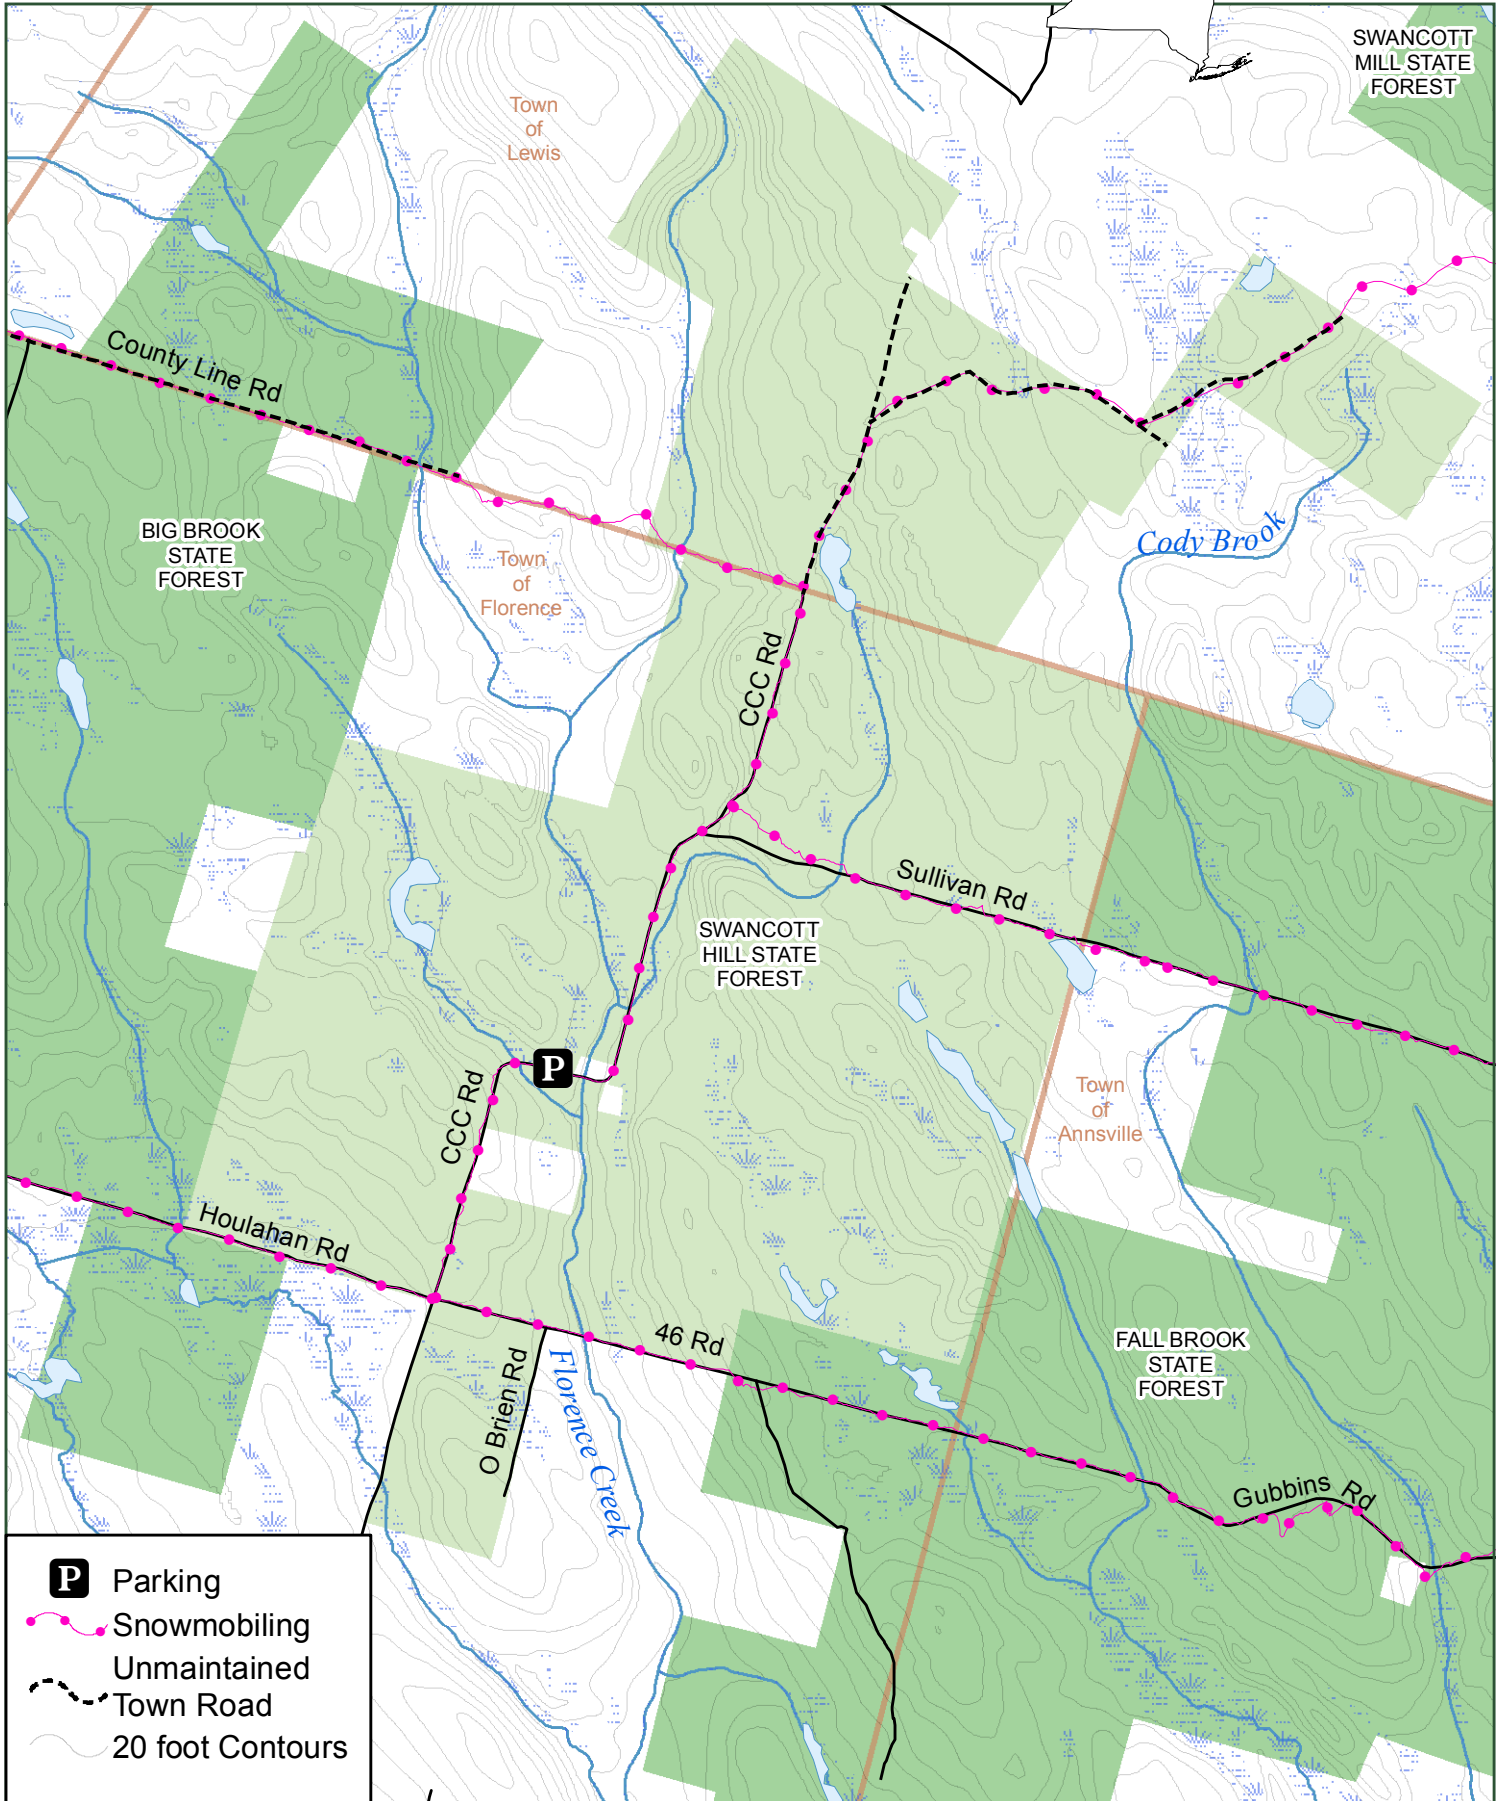 SWANCOTT
MILL STATE
FOREST
Town
of
Lewis
County Line Rd
BIG BROOK
STATE
FOREST
Cody Brook
Town
of
Florence
CCC Rd
Sullivan Rd
SWANCOTT
HILL STATE
FOREST
P
CCC Rd
Town
of
Annsville
Houlahan Rd
46 Rd
O Brien Rd
Florence Creek
FALL BROOK
STATE
FOREST
Gubbins Rd
P Parking
Snowmobiling
Unmaintained
Town Road
20 foot Contours